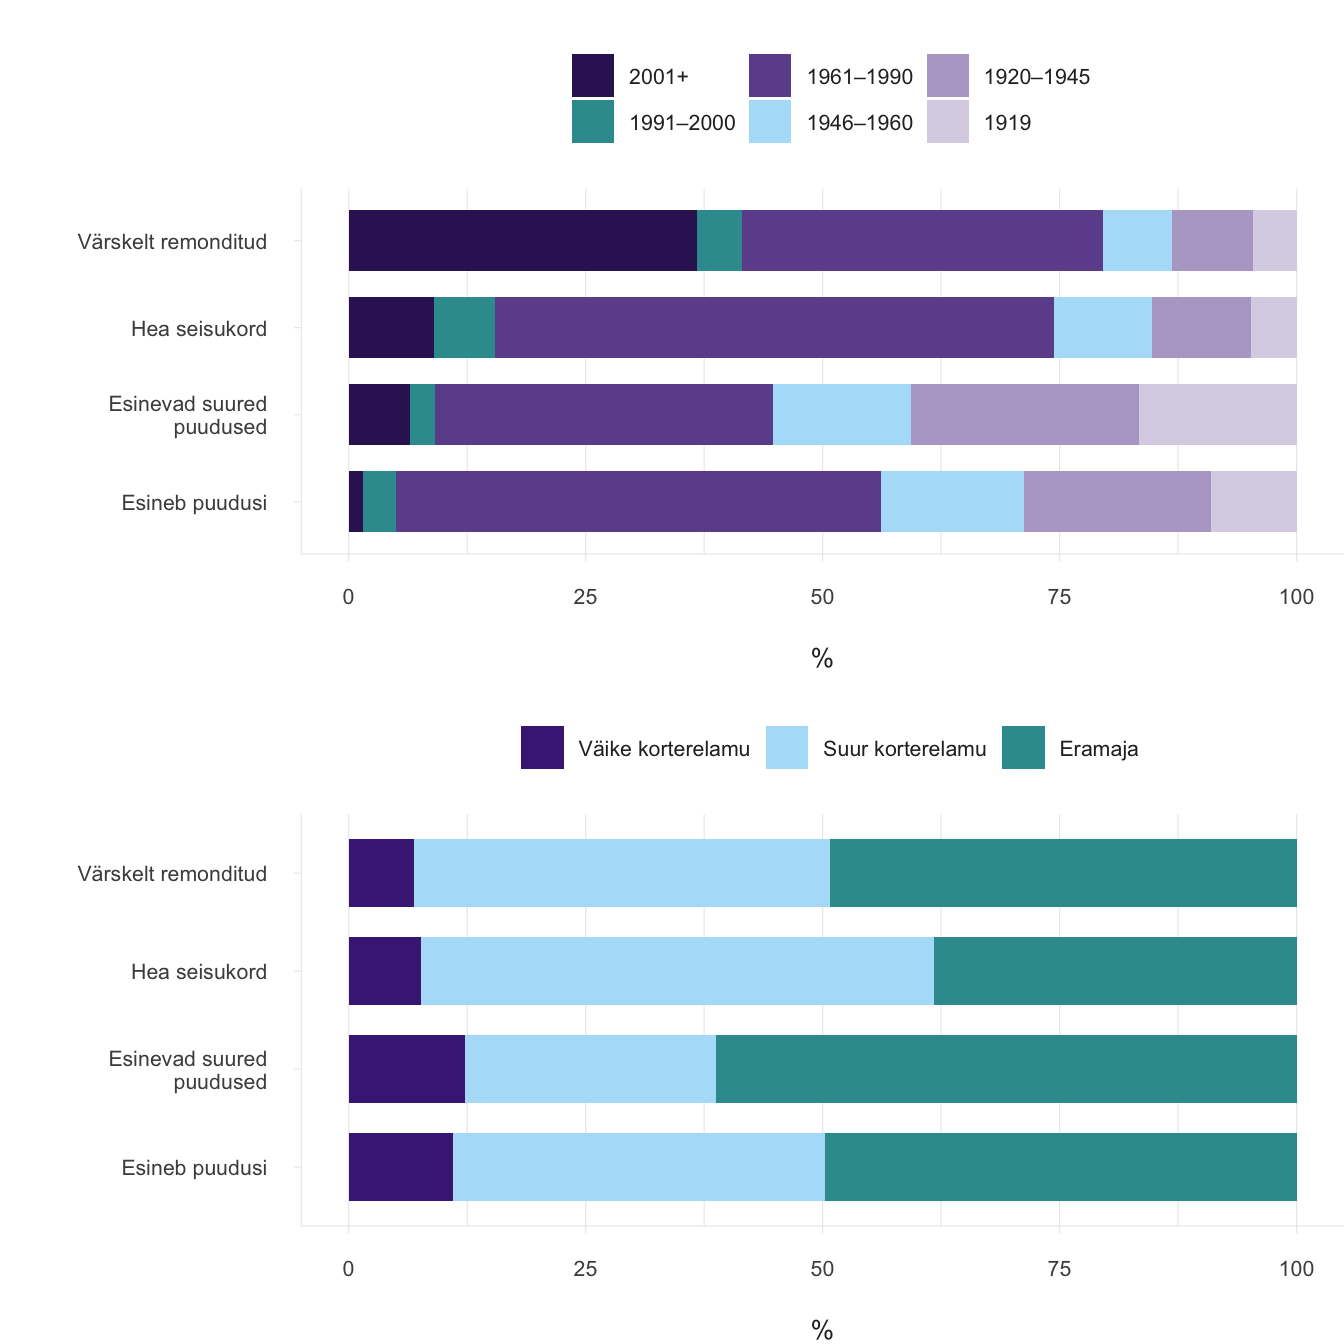 2001+ 1961–1990 1920–1945
1991–2000 1946–1960 1919
Värskelt remonditud
Hea seisukord
Esinevad suured
puudused
Esineb puudusi
0 25 50 75 100
%
Väike korterelamu Suur korterelamu Eramaja
Värskelt remonditud
Hea seisukord
Esinevad suured
puudused
Esineb puudusi
0 25 50 75 100
%